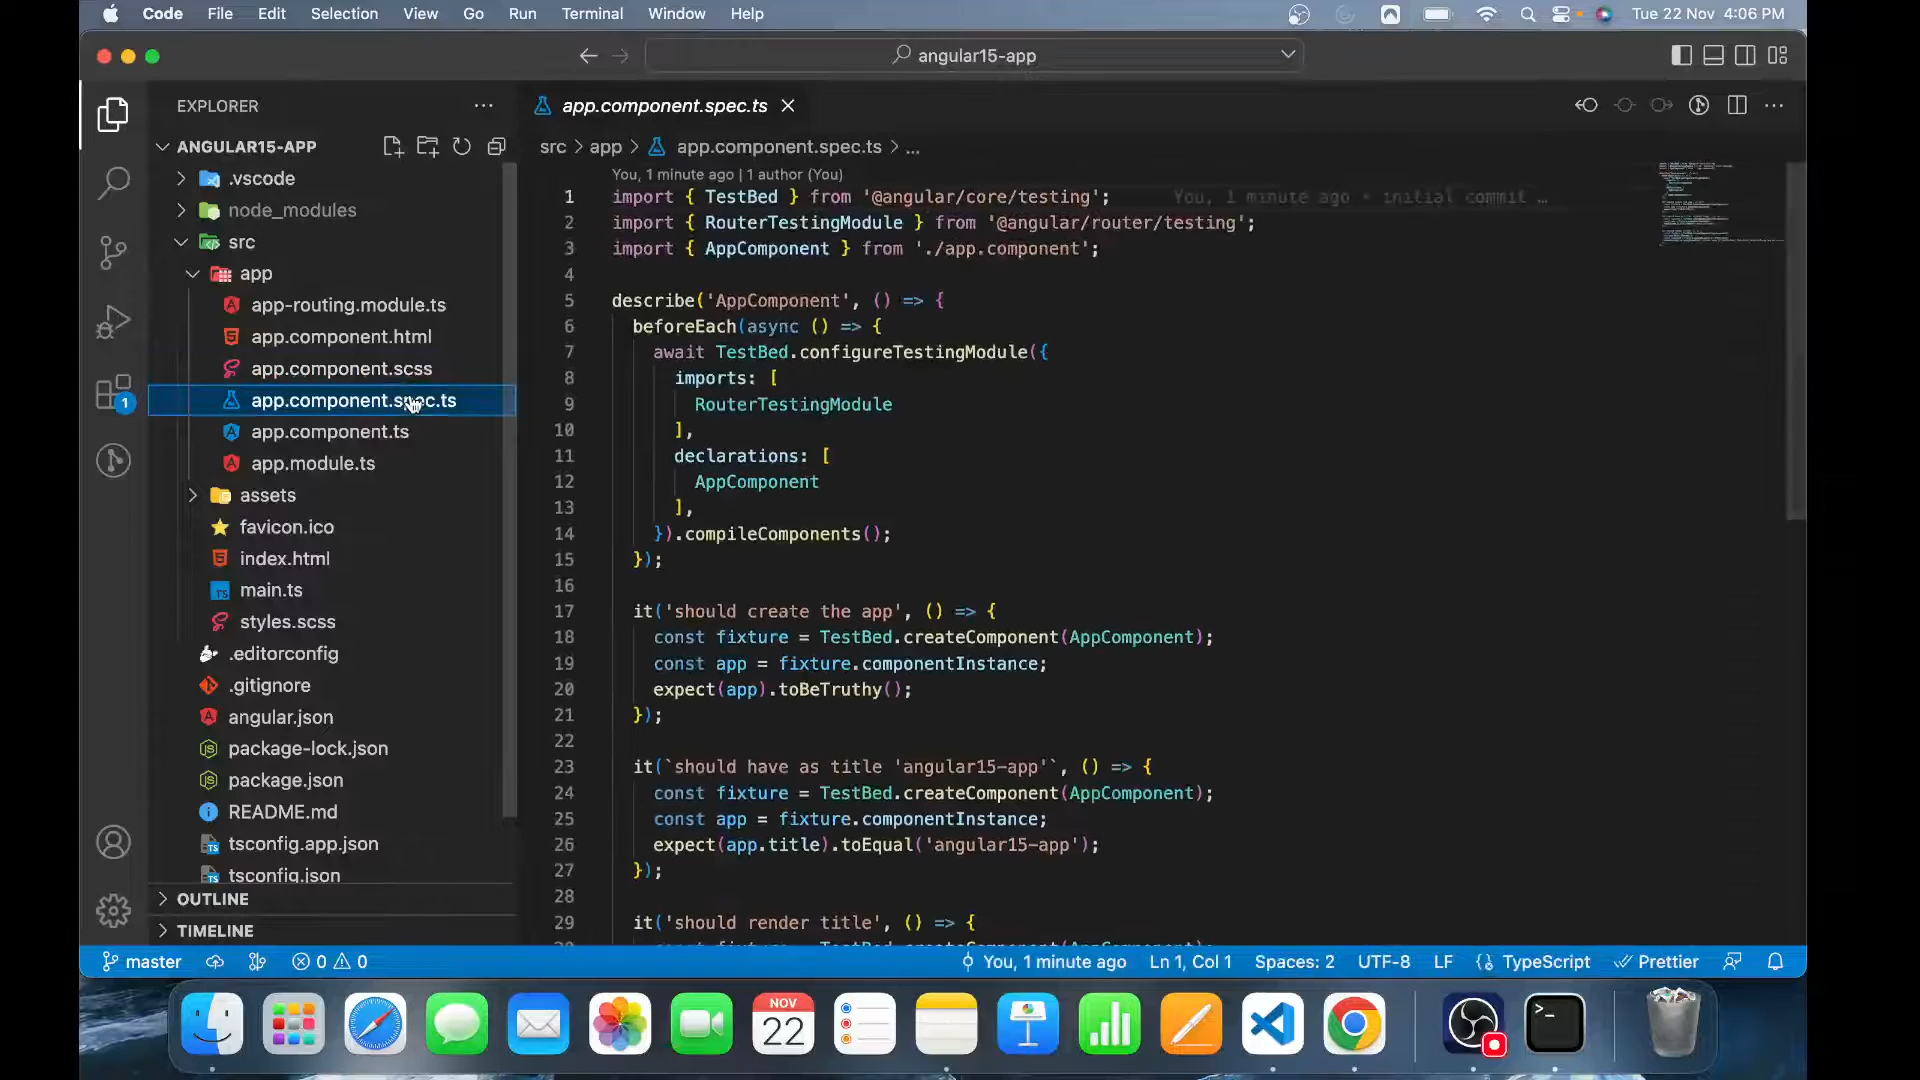 Code File Edit Selection View Go Run Terminal Window Help Tue 22 Nov 4:06 PM
angular15-app
EXPLORER
ANGULAR15-APP
.vscode
node_modules
src
app
app-routing.module.ts
app.component.html
app.component.scss
app.component.spec.ts
app.component.ts
app.module.ts
assets
favicon.ico
index.html
main.ts
styles.scss
.editorconfig
.gitignore
angular.json
package-lock.json
package.json
README.md
tsconfig.app.json
tsconfig.json
OUTLINE
TIMELINE
1
app.component.spec.ts
src > app > app.component.spec.ts > ...
You, 1 minute ago | 1 author (You)
1 import { TestBed } from '@angular/core/testing'; You, 1 minute ago • initial commit …
2 import { RouterTestingModule } from '@angular/router/testing';
3 import { AppComponent } from './app.component';
4
5 describe('AppComponent', () => {
6 beforeEach(async () => {
7 await TestBed.configureTestingModule({
8 imports: [
9 RouterTestingModule
10 ],
11 declarations: [
12 AppComponent
13 ],
14 }).compileComponents();
15 });
16
17 it('should create the app', () => {
18 const fixture = TestBed.createComponent(AppComponent);
19 const app = fixture.componentInstance;
20 expect(app).toBeTruthy();
21 });
22
23 it(`should have as title 'angular15-app'`, () => {
24 const fixture = TestBed.createComponent(AppComponent);
25 const app = fixture.componentInstance;
26 expect(app.title).toEqual('angular15-app');
27 });
28
29 it('should render title', () => {
master 0 0 You, 1 minute ago Ln 1, Col 1 Spaces: 2 UTF-8 LF TypeScript Prettier
NOV
22